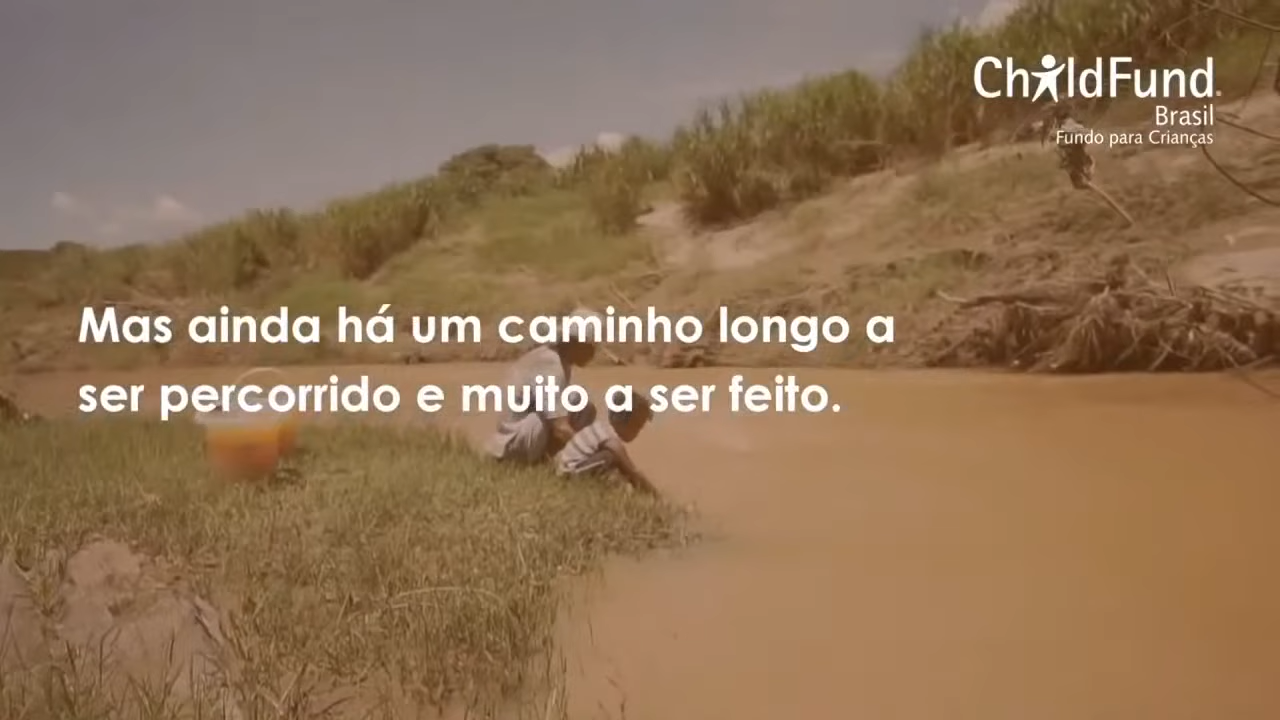 ChildFund
Brasil
Fundo para Crianças
Mas ainda há um caminho longo a
ser percorrido e muito a ser feito.